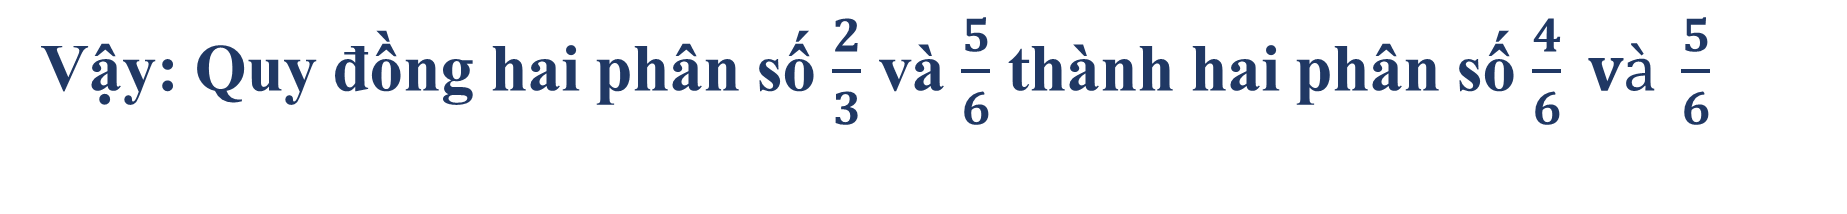 Vậy: Quy đồng hai phân số 2/3 và 5/6 thành hai phân số 4/6 và 5/6